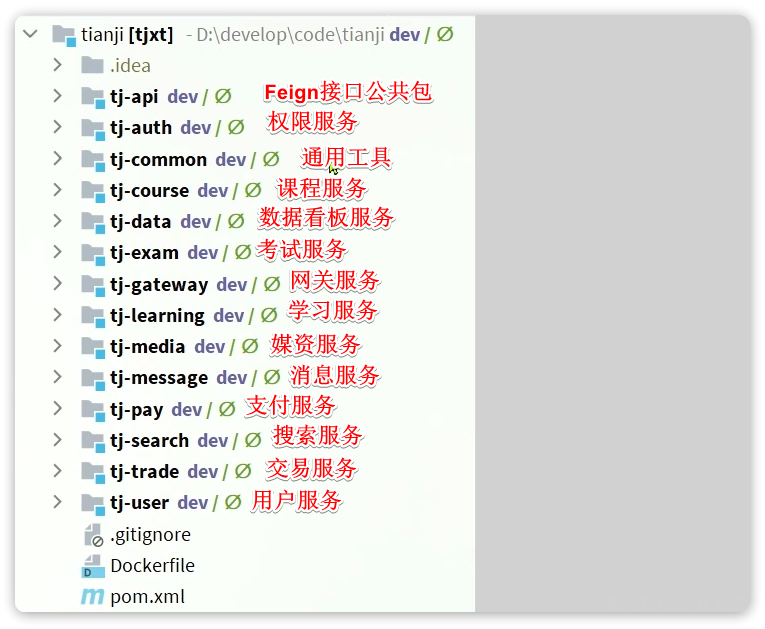 tianji [tjxt] - D:\develop\code\tianji dev / Ø
.idea
tj-api dev / Ø Feign接口公共包
tj-auth dev / Ø 权限服务
tj-common dev / Ø 通用工具
tj-course dev / Ø 课程服务
tj-data dev / Ø 数据看板服务
tj-exam dev / Ø 考试服务
tj-gateway dev / Ø 网关服务
tj-learning dev / Ø 学习服务
tj-media dev / Ø 媒资服务
tj-message dev / Ø 消息服务
tj-pay dev / Ø 支付服务
tj-search dev / Ø 搜索服务
tj-trade dev / Ø 交易服务
tj-user dev / Ø 用户服务
.gitignore
D Dockerfile
m pom.xml